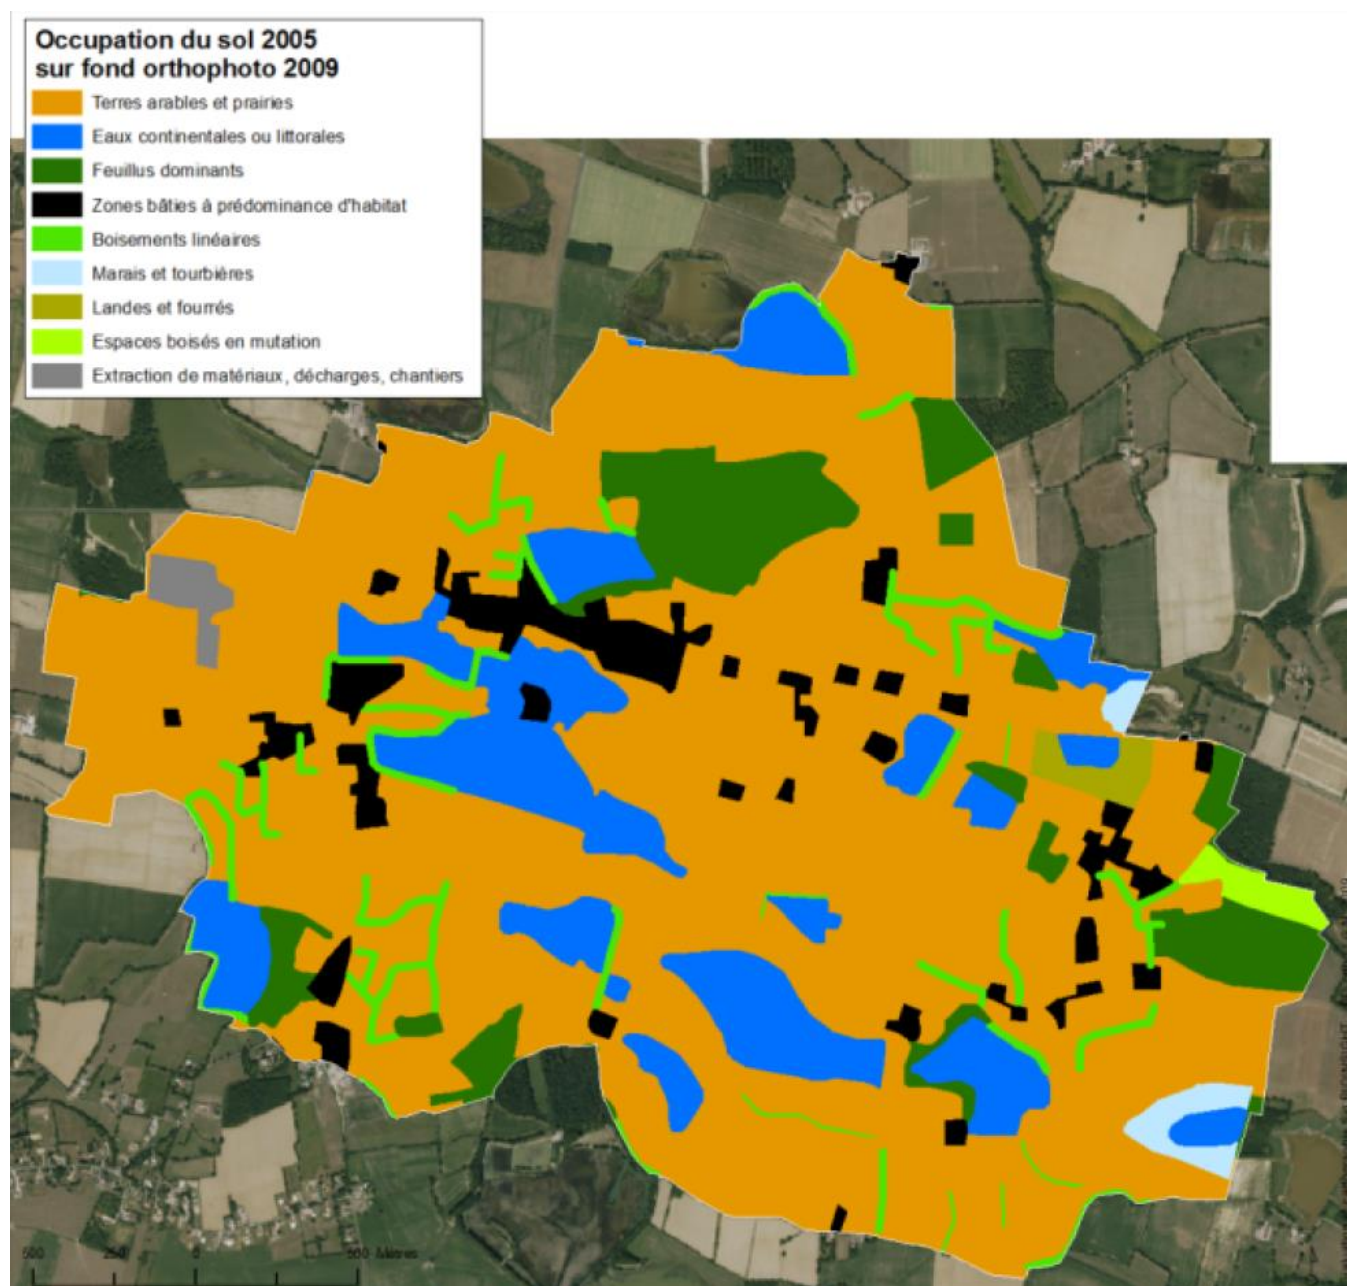 Occupation du sol 2005
sur fond orthophoto 2009
Terres arables et prairies
Eaux continentales ou littorales
Feuillus dominants
Zones bâties à prédominance d'habitat
Boisements linéaires
Marais et tourbières
Landes et fourrés
Espaces boisés en mutation
Extraction de matériaux, décharges, chantiers
500 250 0 500 Mètres